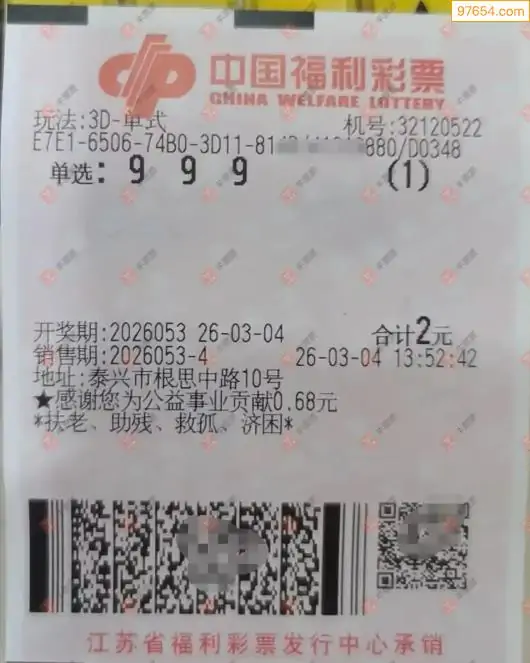 97654.com
中国福利彩票
CHINA WELFARE LOTTERY
玩法:3D-单式 机号:32120522
E7E1-6506-74B0-3D11-81 880/D0348
单选: 9 9 9 (1)
开奖期:2026053 26-03-04 合计2元
销售期:2026053-4 26-03-04 13:52:42
地址:泰兴市根思中路10号
★感谢您为公益事业贡献0.68元
*扶老、助残、救孤、济困*
江苏省福利彩票发行中心承销